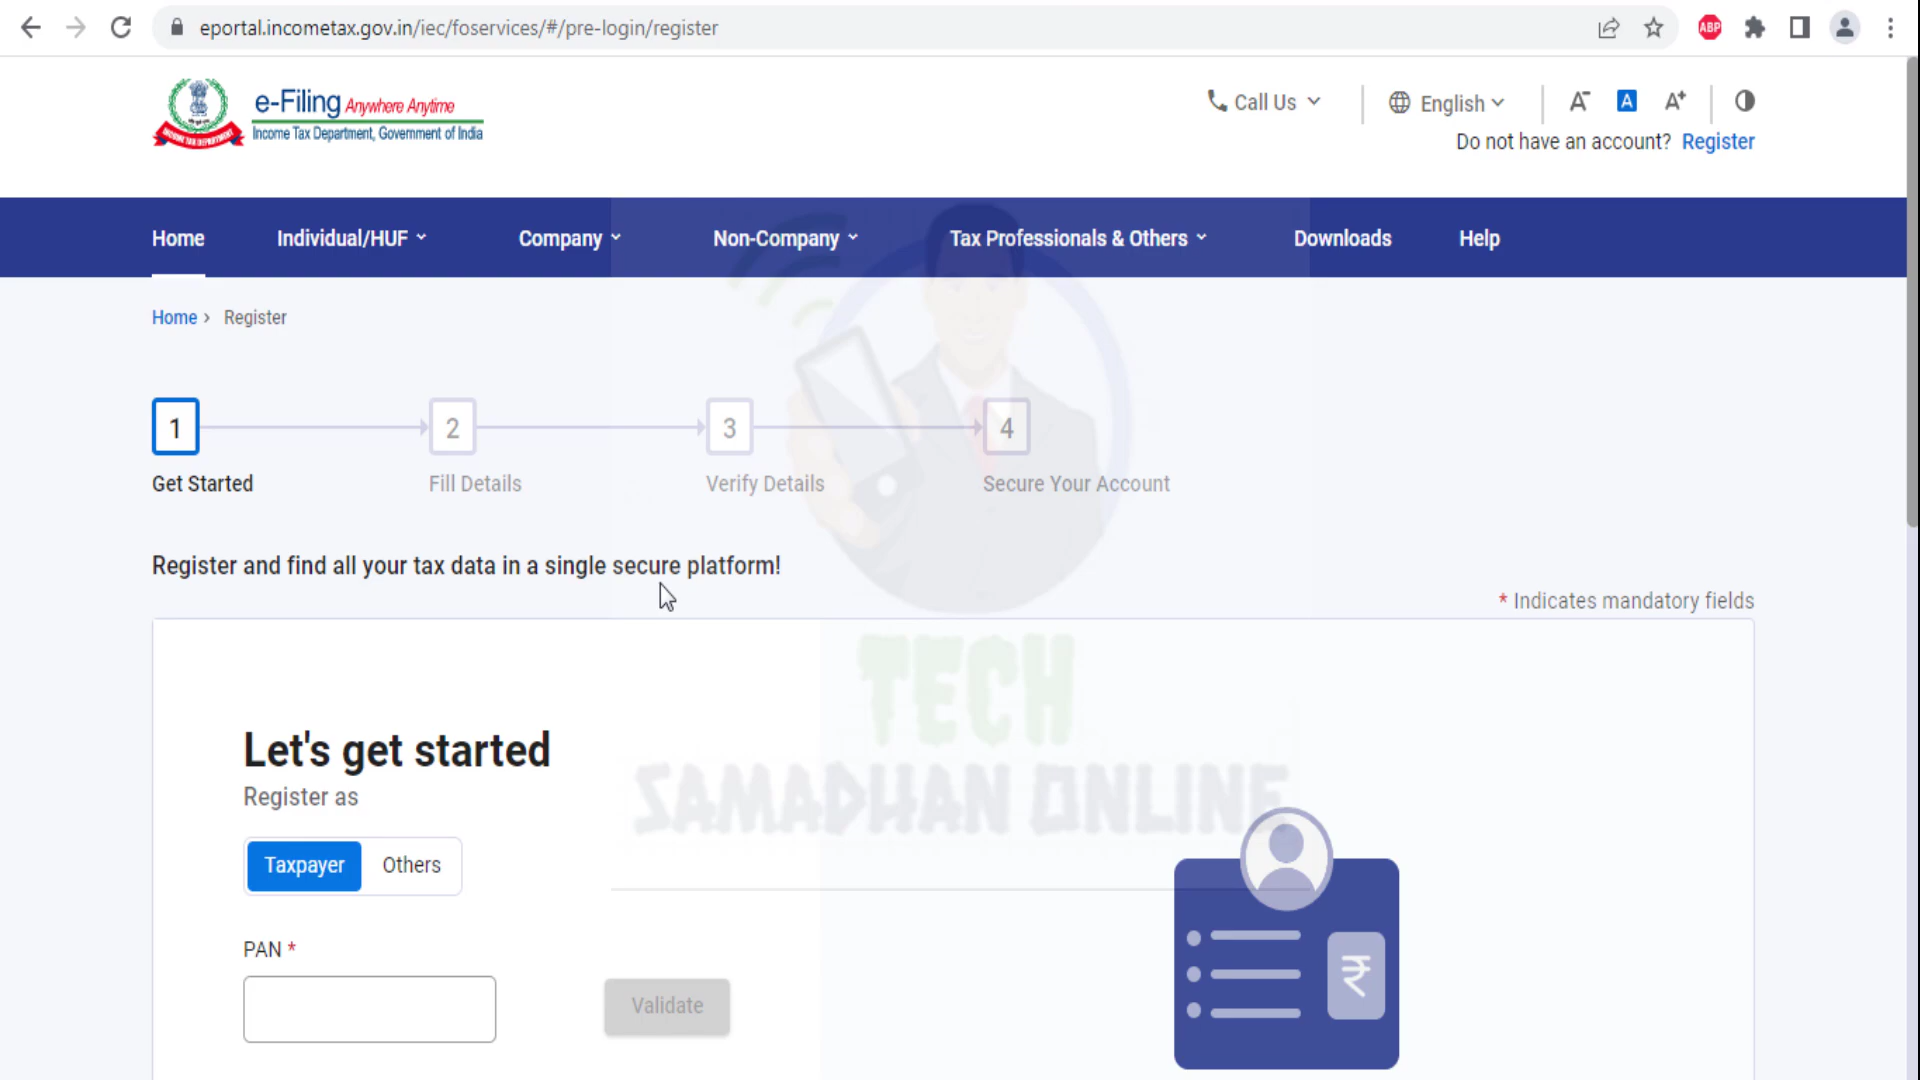 eportal.incometax.gov.in/iec/foservices/#/pre-login/register
ABP
e-Filing Anywhere Anytime
Income Tax Department, Government of India
INCOME TAX DEPARTMENT
Call Us
English
A-
A
A+
Do not have an account? Register
Home
Individual/HUF
Company
Non-Company
Tax Professionals & Others
Downloads
Help
Home > Register
1
2
3
4
Get Started
Fill Details
Verify Details
Secure Your Account
Register and find all your tax data in a single secure platform!
* Indicates mandatory fields
TECH
SAMADHAN ONLINE
Let's get started
Register as
Taxpayer
Others
PAN *
Validate
₹